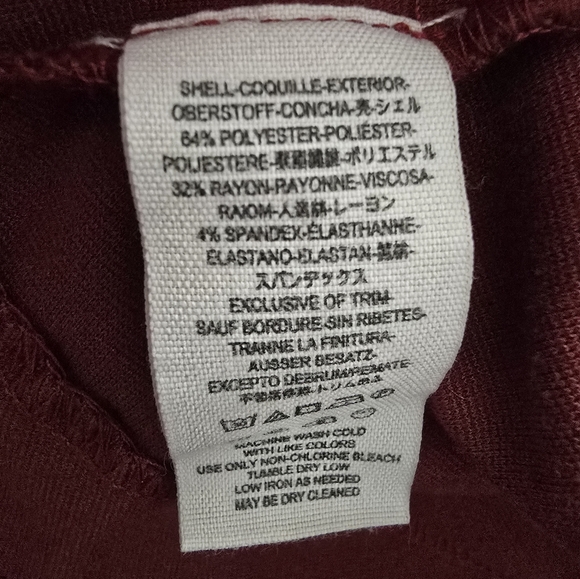 SHELL-COQUILLE-EXTERIOR-
OBERSTOFF-CONCHA-売-シェル
64% POLYESTER-POLIESTER-
POLIESTERE-聚酯纖維-ポリエステル
32% RAYON-RAYONNE-VISCOSA-
RAIOM-人造絲-レーヨン
4% SPANDEX-ÉLASTHANNE-
ELASTANO-ELASTAN-
スパンデックス
EXCLUSIVE OF TRIM-
SAUF BORDURE-SIN RIBETES-
TRANNE LA FINITURA-
AUSSER BESATZ-
EXCEPTO DEBRUM/REMATE-
MACHINE WASH COLD
WITH LIKE COLORS
USE ONLY NON-CHLORINE BLEACH
TUMBLE DRY LOW
LOW IRON AS NEEDED
MAY BE DRY CLEANED